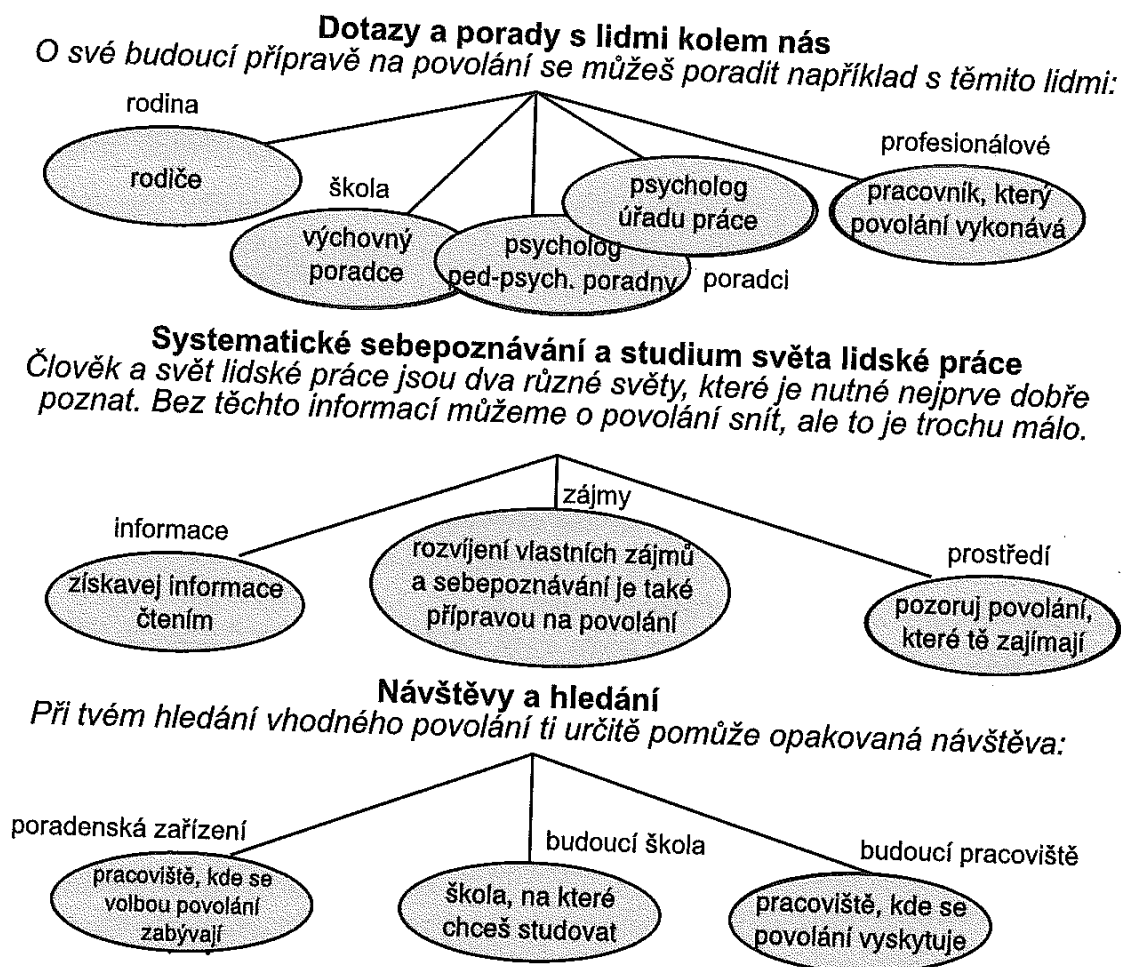 Dotazy a porady s lidmi kolem nás
O své budoucí přípravě na povolání se můžeš poradit například s těmito lidmi:
rodina
rodiče
škola
výchovný
poradce
psycholog
ped-psych. poradny
psycholog
úřadu práce
poradci
profesionálové
pracovník, který
povolání vykonává
Systematické sebepoznávání a studium světa lidské práce
Člověk a svět lidské práce jsou dva různé světy, které je nutné nejprve dobře
poznat. Bez těchto informací můžeme o povolání snít, ale to je trochu málo.
informace
získavej informace
čtením
zájmy
rozvíjení vlastních zájmů
a sebepoznávání je také
přípravou na povolání
prostředí
pozoruj povolání,
které tě zajímají
Návštěvy a hledání
Při tvém hledání vhodného povolání ti určitě pomůže opakovaná návštěva:
poradenská zařízení
pracoviště, kde se
volbou povolání
zabývají
budoucí škola
škola, na které
chceš studovat
budoucí pracoviště
pracoviště, kde se
povolání vyskytuje